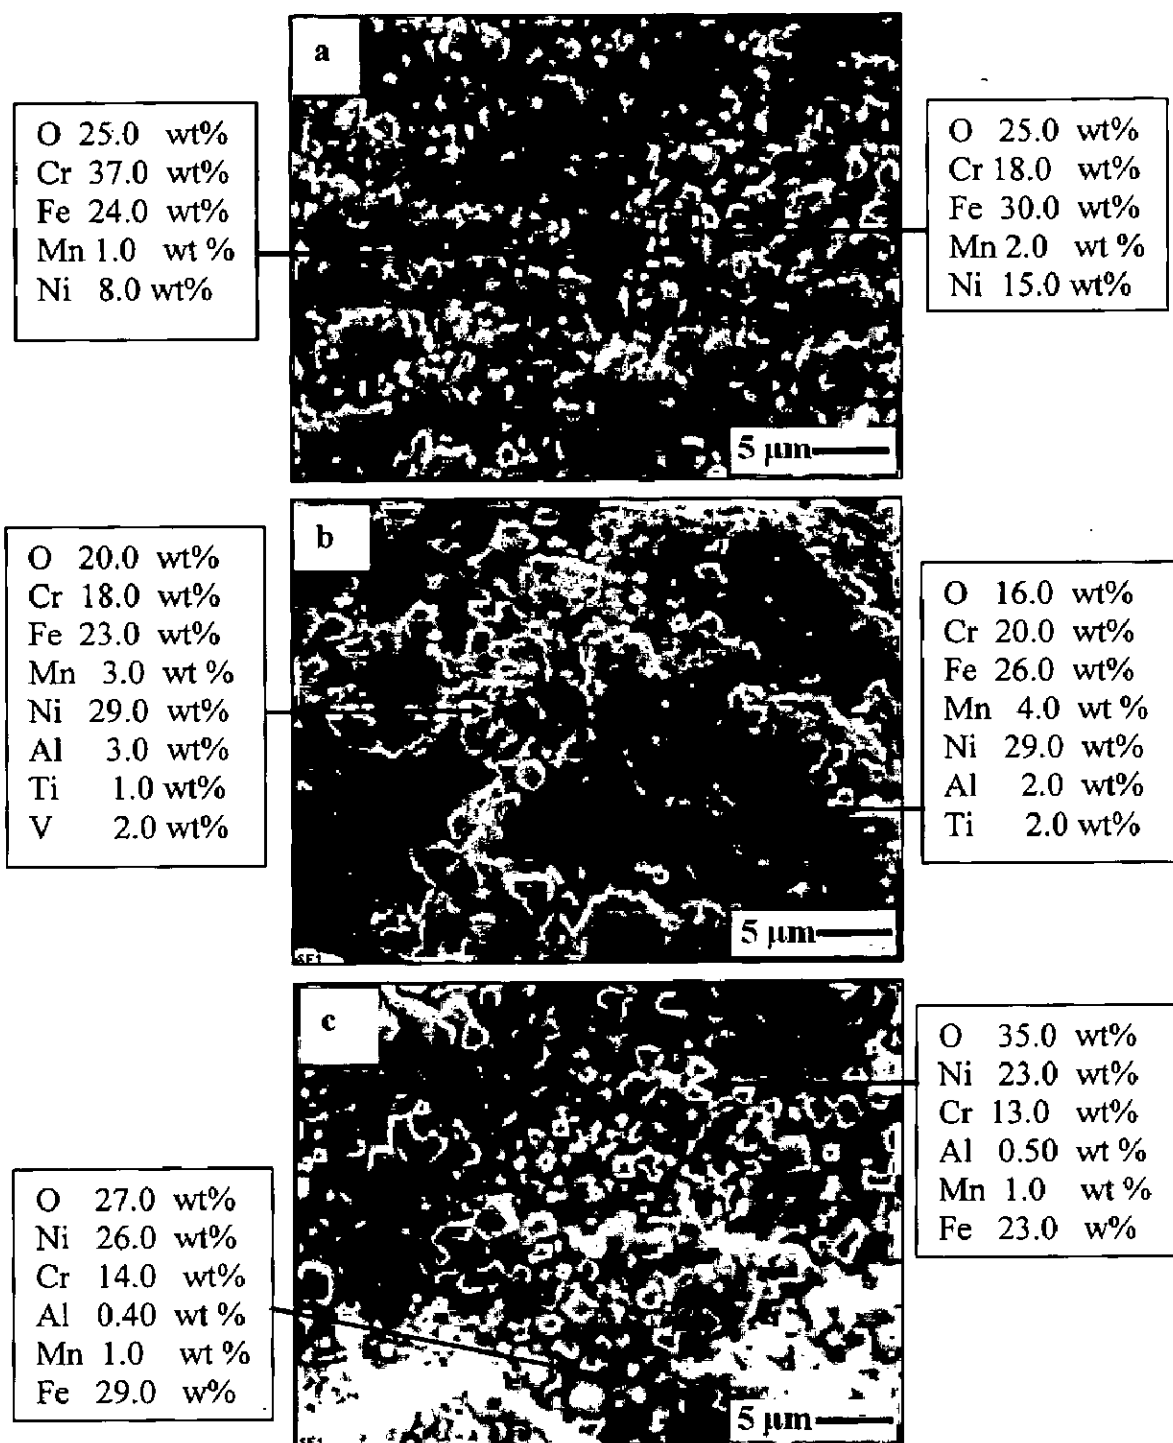 a
O 25.0 wt%
Cr 37.0 wt%
Fe 24.0 wt%
Mn 1.0 wt %
Ni 8.0 wt%
O 25.0 wt%
Cr 18.0 wt%
Fe 30.0 wt%
Mn 2.0 wt %
Ni 15.0 wt%
5 µm
b
O 20.0 wt%
Cr 18.0 wt%
Fe 23.0 wt%
Mn 3.0 wt %
Ni 29.0 wt%
Al 3.0 wt%
Ti 1.0 wt%
V 2.0 wt%
O 16.0 wt%
Cr 20.0 wt%
Fe 26.0 wt%
Mn 4.0 wt %
Ni 29.0 wt%
Al 2.0 wt%
Ti 2.0 wt%
5 µm
SE1
c
O 35.0 wt%
Ni 23.0 wt%
Cr 13.0 wt%
Al 0.50 wt %
Mn 1.0 wt %
Fe 23.0 w%
O 27.0 wt%
Ni 26.0 wt%
Cr 14.0 wt%
Al 0.40 wt %
Mn 1.0 wt %
Fe 29.0 w%
5 µm
SE1